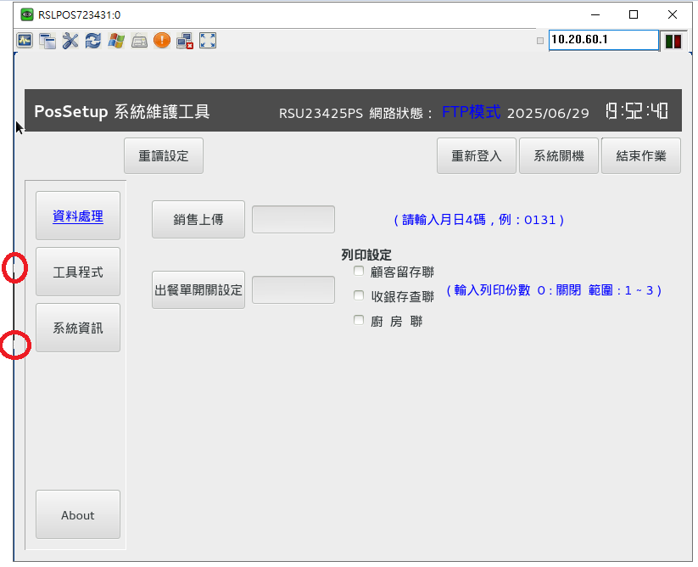 RSLPOS723431:0
10.20.60.1
PosSetup 系統維護工具 RSU23425PS 網路狀態： FTP模式 2025/06/29 19:52:40
重讀設定 重新登入 系統關機 結束作業
資料處理
工具程式
系統資訊
About
銷售上傳 (請輸入月日4碼，例：0131)
列印設定
出餐單開關設定
顧客留存聯
收銀存查聯
廚 房 聯
(輸入列印份數 0：關閉 範圍：1 ~ 3)